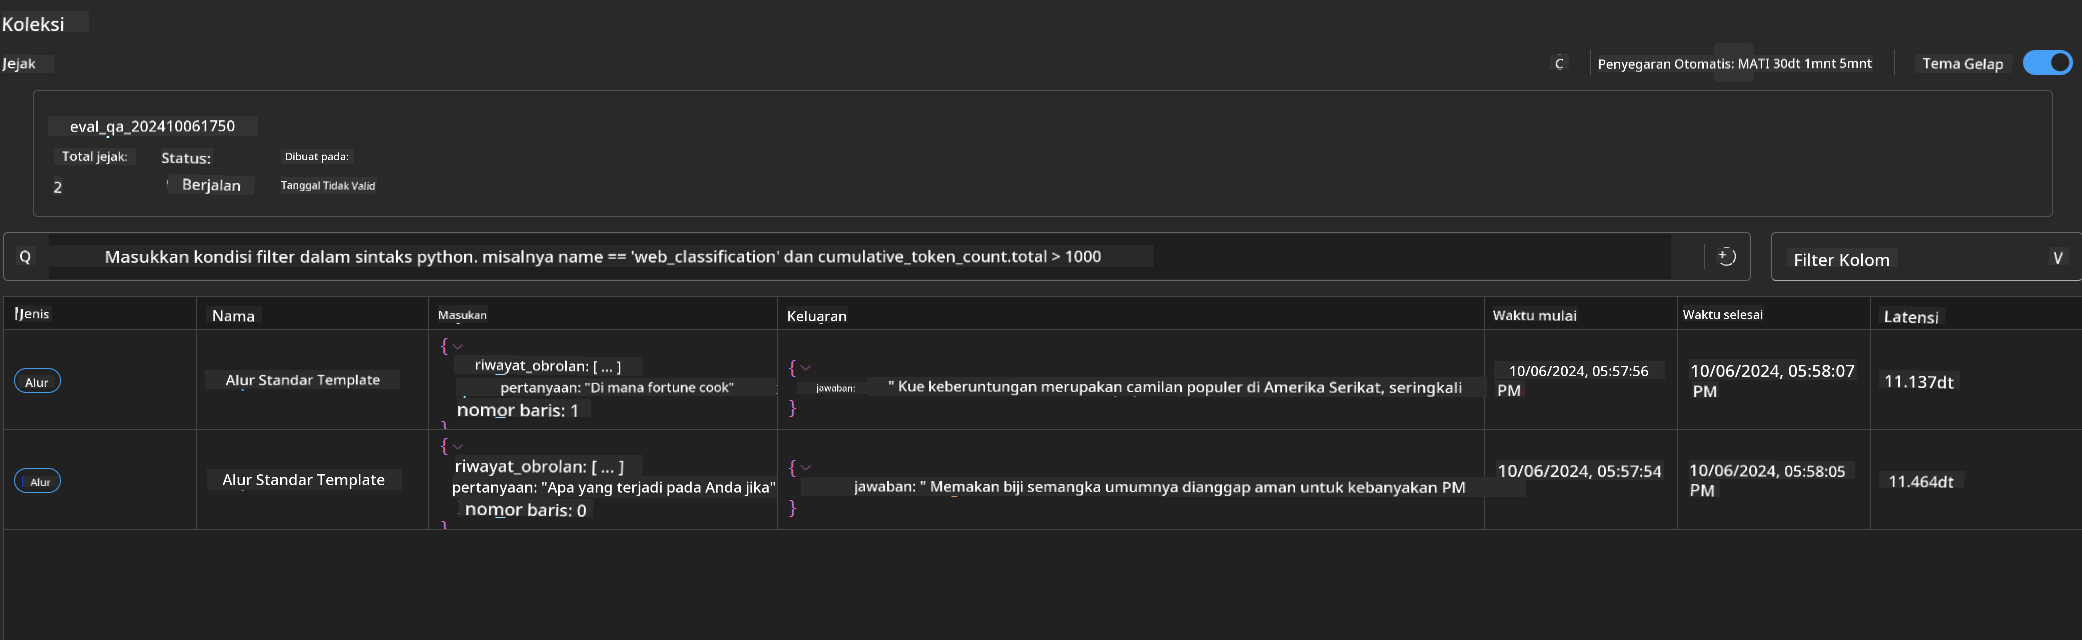 Koleksi
Jejak
C Penyegaran Otomatis: MATI 30dt 1mnt 5mnt Tema Gelap
eval_qa_202410061750
Total jejak: Status: Dibuat pada:
2 Berjalan Tanggal Tidak Valid
Q Masukkan kondisi filter dalam sintaks python. misalnya name == 'web_classification' dan cumulative_token_count.total > 1000 Filter Kolom V
Jenis Nama Masukan Keluaran Waktu mulai Waktu selesai Latensi
{
riwayat_obrolan: [ ... ] {
Alur Alur Standar Template pertanyaan: "Di mana fortune cook" jawaban: " Kue keberuntungan merupakan camilan populer di Amerika Serikat, seringkali 10/06/2024, 05:57:56 10/06/2024, 05:58:07 11.137dt
nomor baris: 1 } PM PM
}
{
riwayat_obrolan: [ ... ] {
Alur Alur Standar Template pertanyaan: "Apa yang terjadi pada Anda jika" jawaban: " Memakan biji semangka umumnya dianggap aman untuk kebanyakan PM 10/06/2024, 05:57:54 10/06/2024, 05:58:05 11.464dt
nomor baris: 0 } PM
}